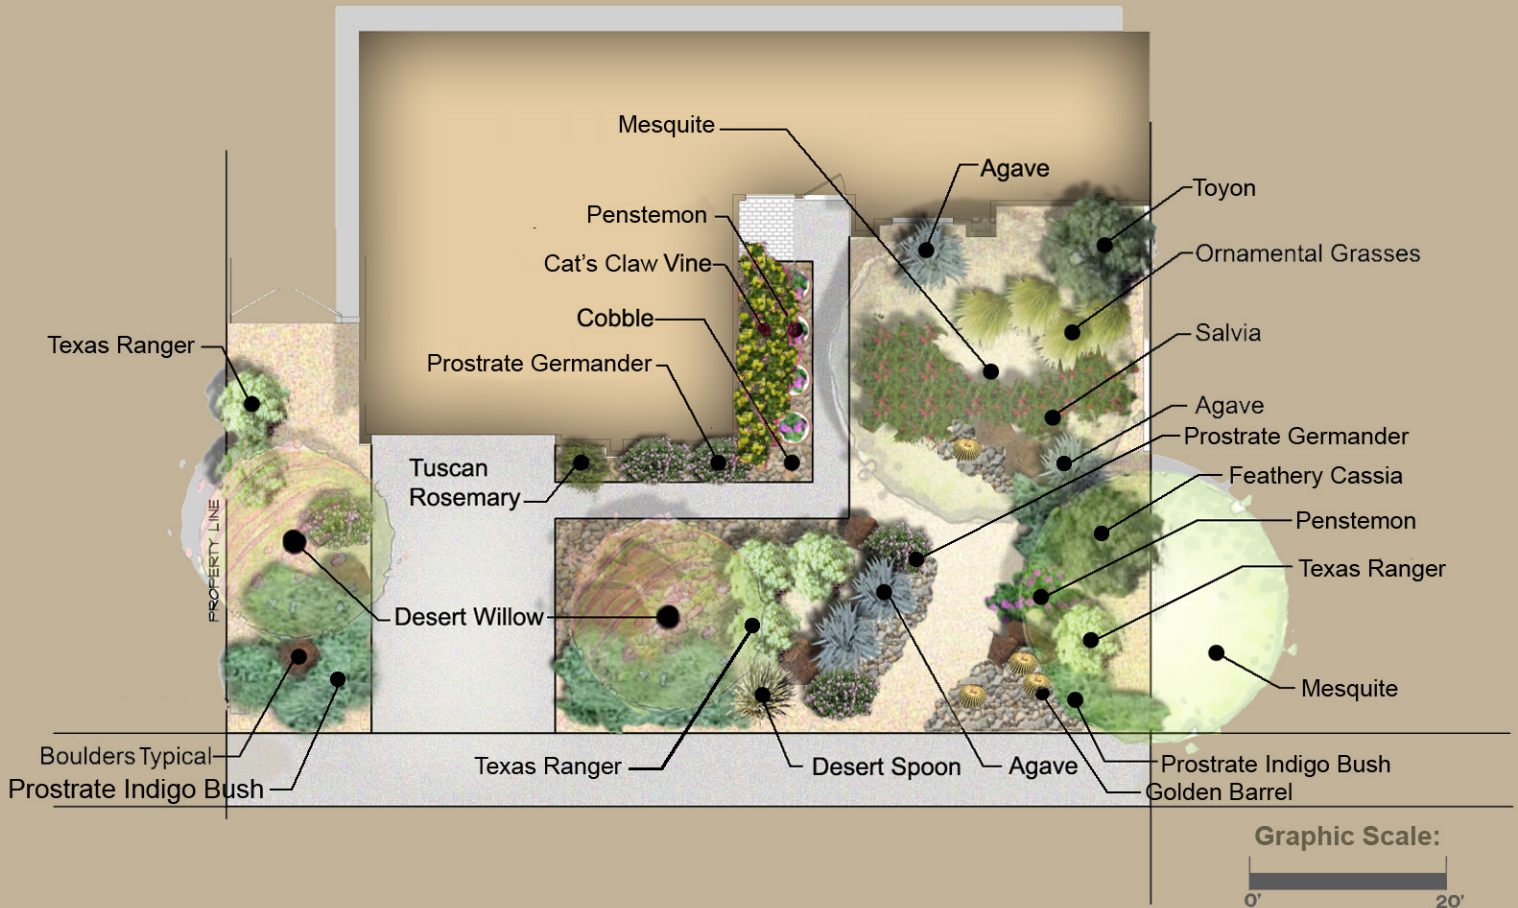 Mesquite
Agave
Toyon
Penstemon
Ornamental Grasses
Cat's Claw Vine
Cobble
Salvia
Texas Ranger
Prostrate Germander
Agave
Prostrate Germander
Tuscan
Rosemary
Feathery Cassia
Penstemon
PROPERTY LINE
Texas Ranger
Desert Willow
Mesquite
Boulders Typical
Texas Ranger
Desert Spoon
Agave
Prostrate Indigo Bush
Prostrate Indigo Bush
Golden Barrel
Graphic Scale:
0' 20'